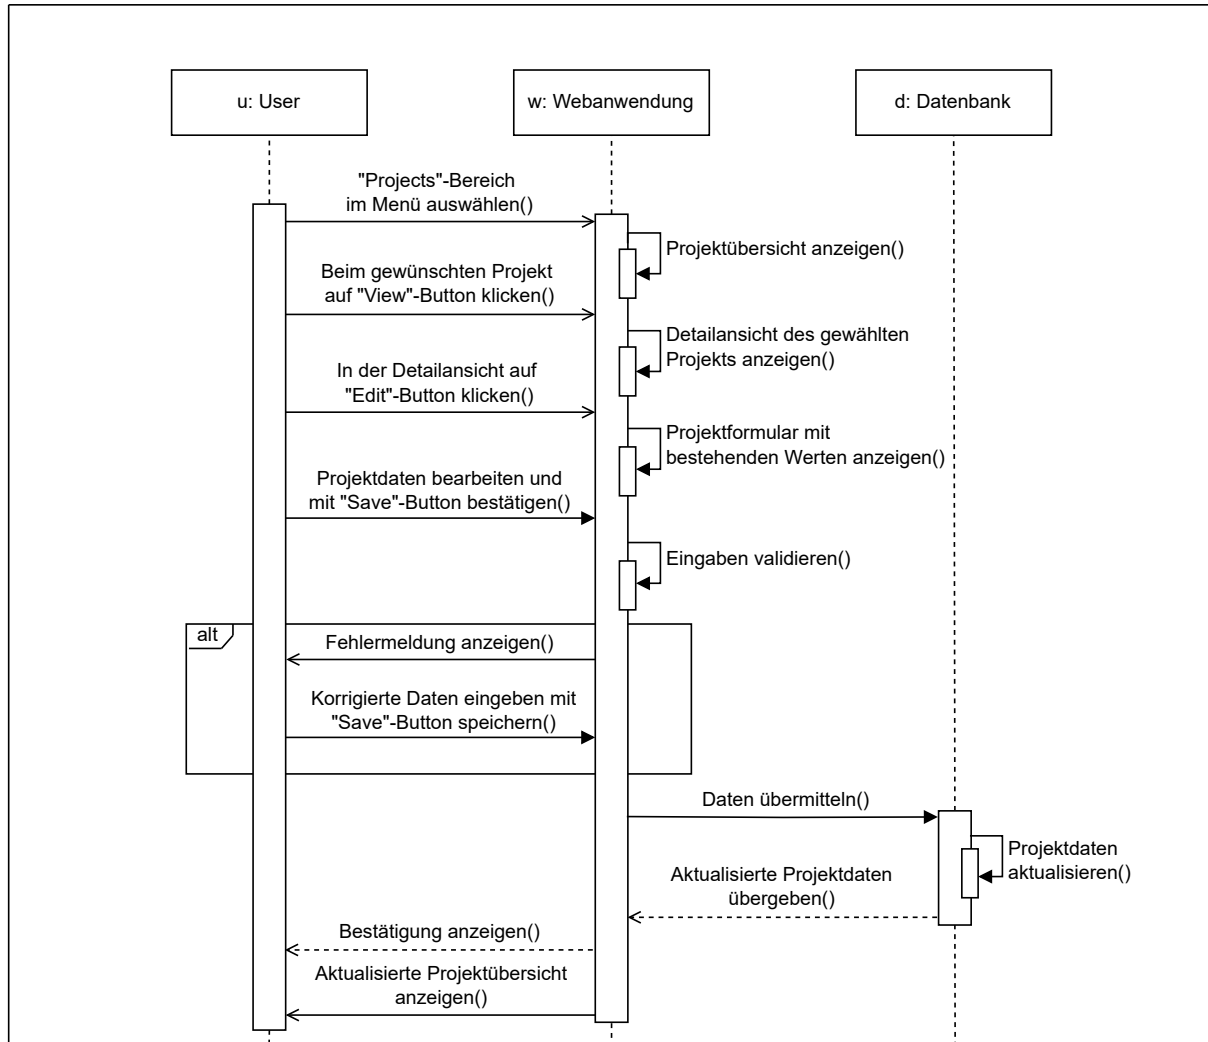 u: User
w: Webanwendung
d: Datenbank
"Projects"-Bereich
im Menü auswählen()
Projektübersicht anzeigen()
Beim gewünschten Projekt
auf "View"-Button klicken()
Detailansicht des gewählten
Projekts anzeigen()
In der Detailansicht auf
"Edit"-Button klicken()
Projektformular mit
bestehenden Werten anzeigen()
Projektdaten bearbeiten und
mit "Save"-Button bestätigen()
Eingaben validieren()
alt
Fehlermeldung anzeigen()
Korrigierte Daten eingeben mit
"Save"-Button speichern()
Daten übermitteln()
Projektdaten
aktualisieren()
Aktualisierte Projektdaten
übergeben()
Bestätigung anzeigen()
Aktualisierte Projektübersicht
anzeigen()